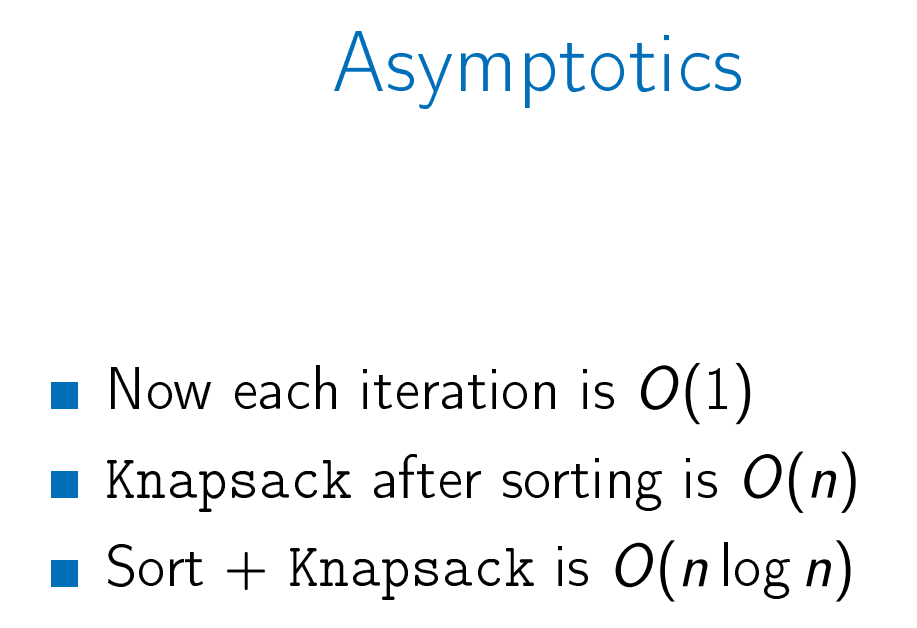 Asymptotics
Now each iteration is O(1)
Knapsack after sorting is O(n)
Sort + Knapsack is O(n log n)